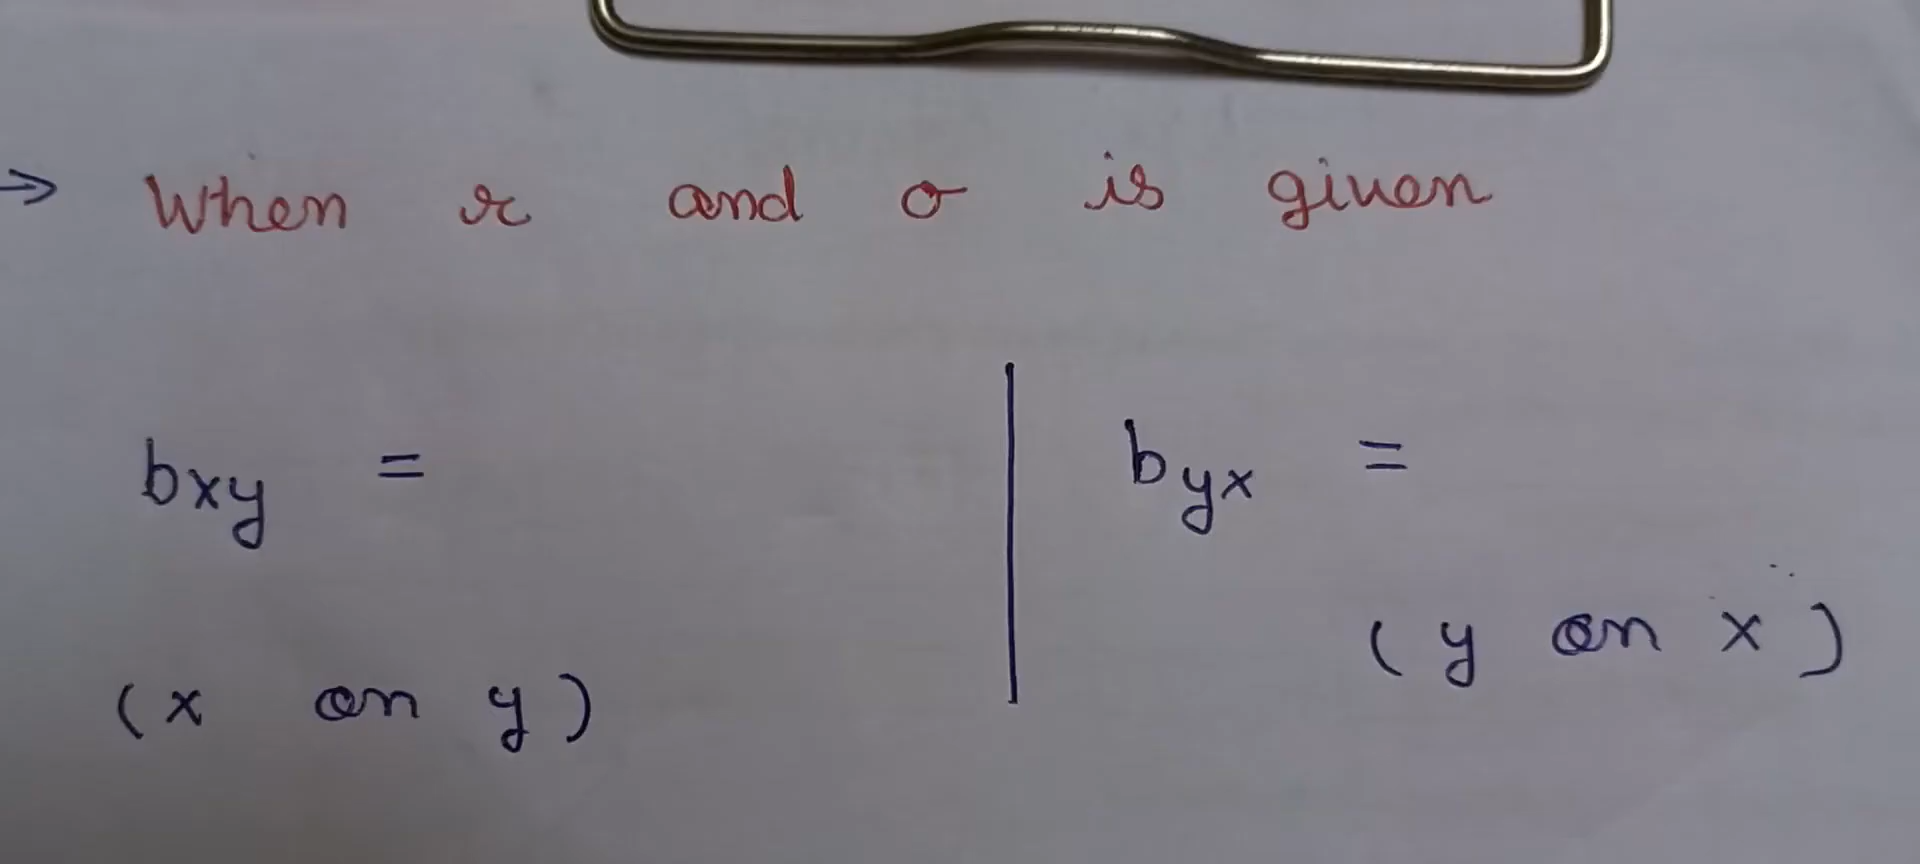 → When r and σ is given
bxy =
(x on y)
byx =
(y on x)